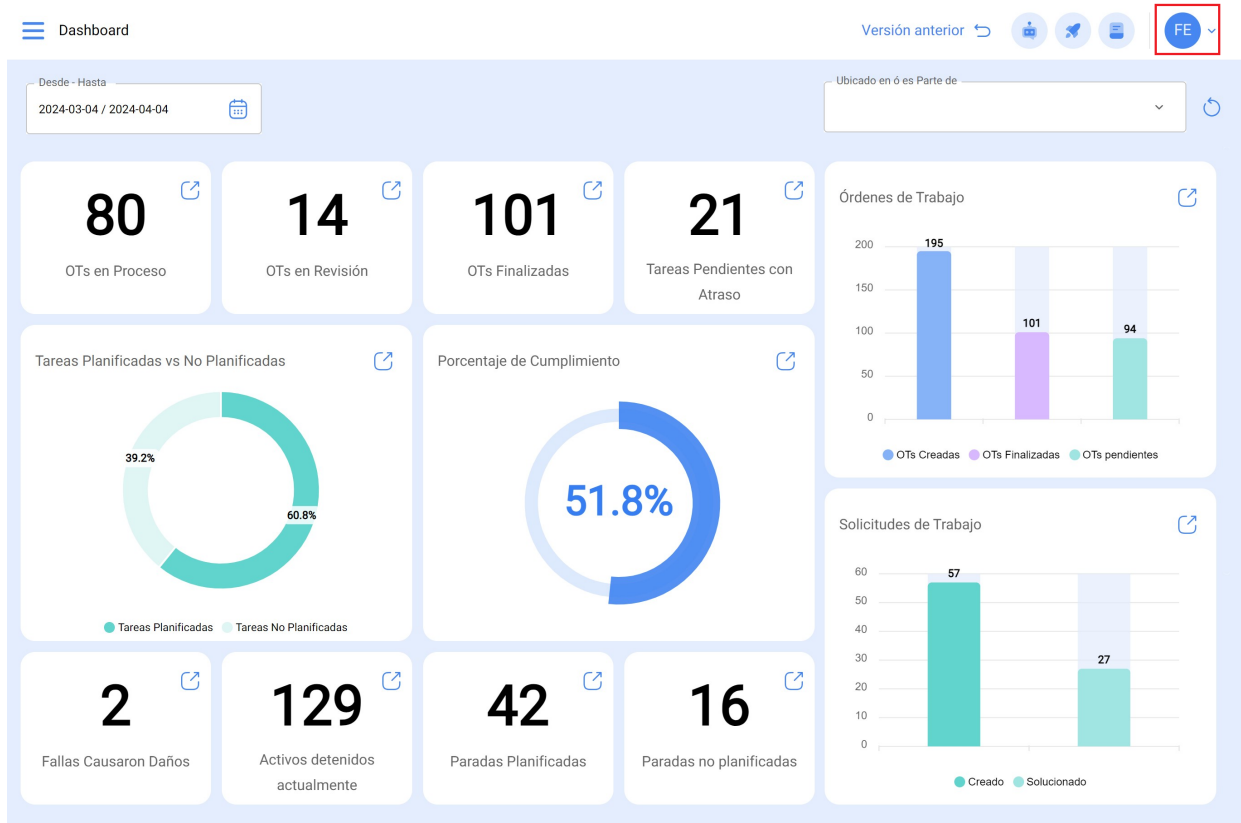 Dashboard
Versión anterior
FE
Desde - Hasta
2024-03-04 / 2024-04-04
Ubicado en ó es Parte de
80
OTs en Proceso
14
OTs en Revisión
101
OTs Finalizadas
21
Tareas Pendientes con
Atraso
Órdenes de Trabajo
200
150
100
50
0
195
101
94
OTs Creadas
OTs Finalizadas
OTs pendientes
Tareas Planificadas vs No Planificadas
39.2%
60.8%
Tareas Planificadas
Tareas No Planificadas
Porcentaje de Cumplimiento
51.8%
Solicitudes de Trabajo
60
50
40
30
20
10
0
57
27
Creado
Solucionado
2
Fallas Causaron Daños
129
Activos detenidos
actualmente
42
Paradas Planificadas
16
Paradas no planificadas